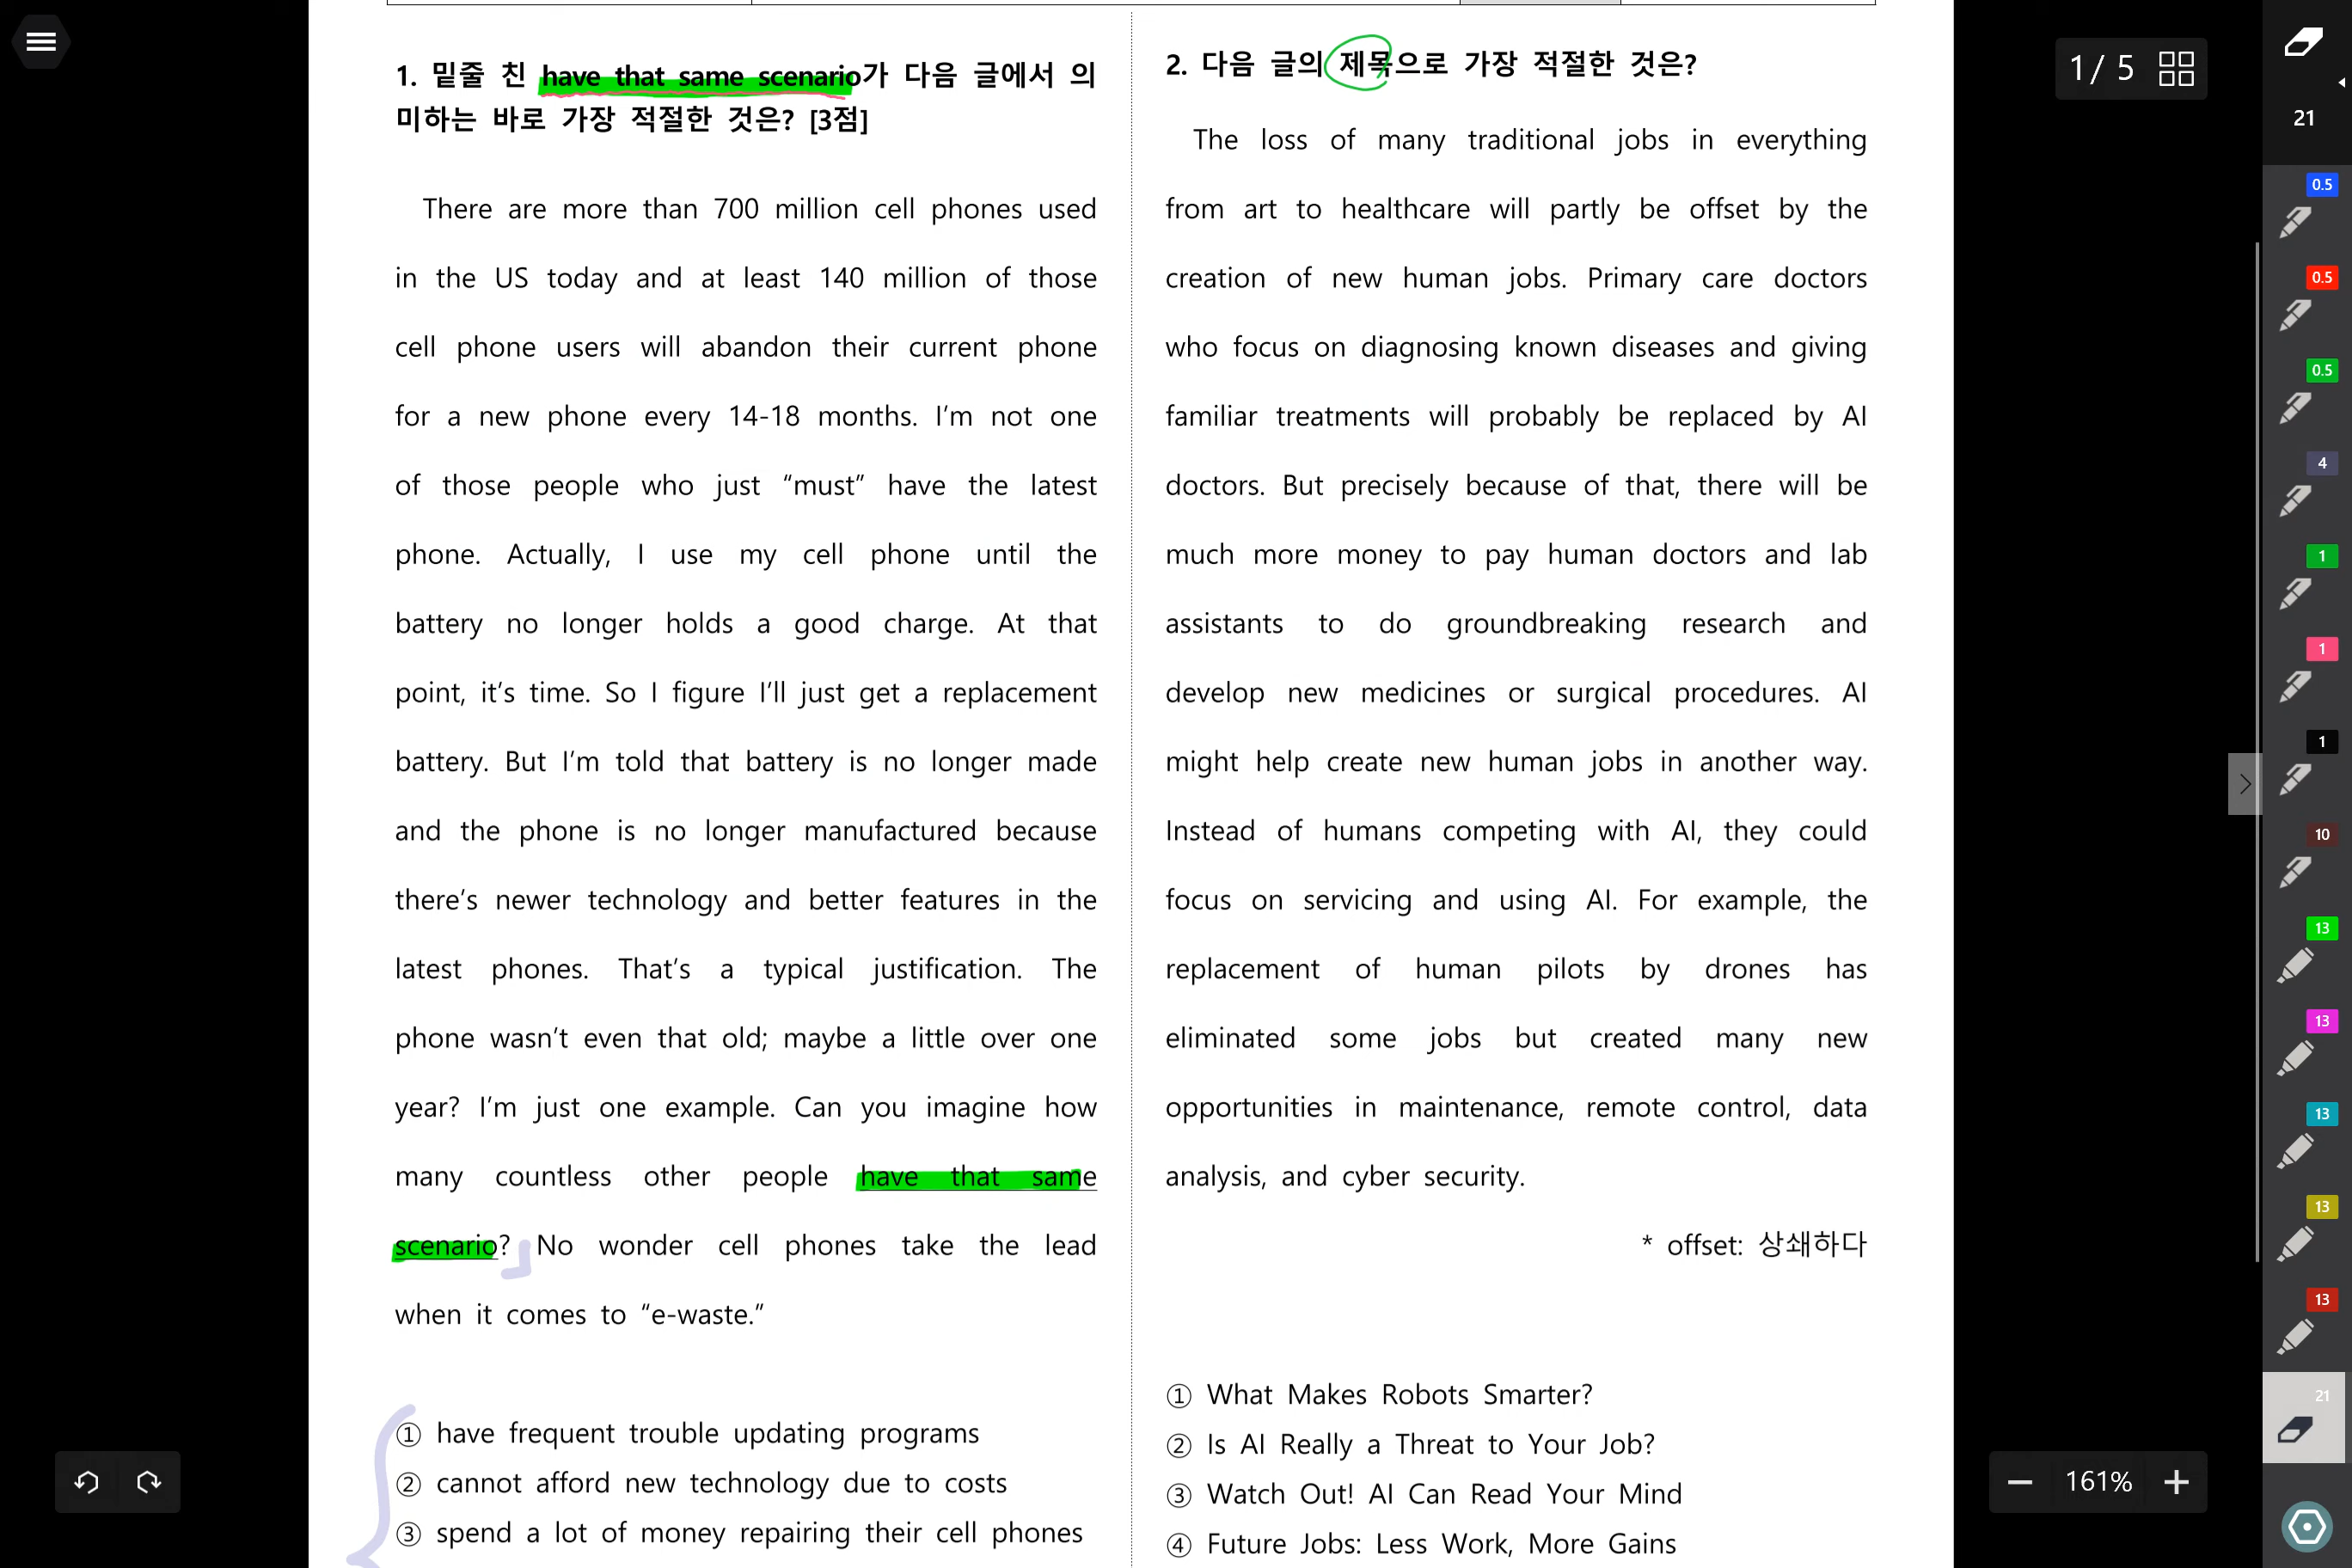 1. 밑줄 친 have that same scenario가 다음 글에서 의
미하는 바로 가장 적절한 것은? [3점]
There are more than 700 million cell phones used
in the US today and at least 140 million of those
cell phone users will abandon their current phone
for a new phone every 14-18 months. I’m not one
of those people who just “must” have the latest
phone. Actually, I use my cell phone until the
battery no longer holds a good charge. At that
point, it’s time. So I figure I’ll just get a replacement
battery. But I’m told that battery is no longer made
and the phone is no longer manufactured because
there’s newer technology and better features in the
latest phones. That’s a typical justification. The
phone wasn’t even that old; maybe a little over one
year? I’m just one example. Can you imagine how
many countless other people have that same
scenario? No wonder cell phones take the lead
when it comes to “e-waste.”
① have frequent trouble updating programs
② cannot afford new technology due to costs
③ spend a lot of money repairing their cell phones
2. 다음 글의 제목으로 가장 적절한 것은?
The loss of many traditional jobs in everything
from art to healthcare will partly be offset by the
creation of new human jobs. Primary care doctors
who focus on diagnosing known diseases and giving
familiar treatments will probably be replaced by AI
doctors. But precisely because of that, there will be
much more money to pay human doctors and lab
assistants to do groundbreaking research and
develop new medicines or surgical procedures. AI
might help create new human jobs in another way.
Instead of humans competing with AI, they could
focus on servicing and using AI. For example, the
replacement of human pilots by drones has
eliminated some jobs but created many new
opportunities in maintenance, remote control, data
analysis, and cyber security.
* offset: 상쇄하다
① What Makes Robots Smarter?
② Is AI Really a Threat to Your Job?
③ Watch Out! AI Can Read Your Mind
④ Future Jobs: Less Work, More Gains
1 / 5
161%
21
0.5
0.5
0.5
4
1
1
1
10
13
13
13
13
13
21